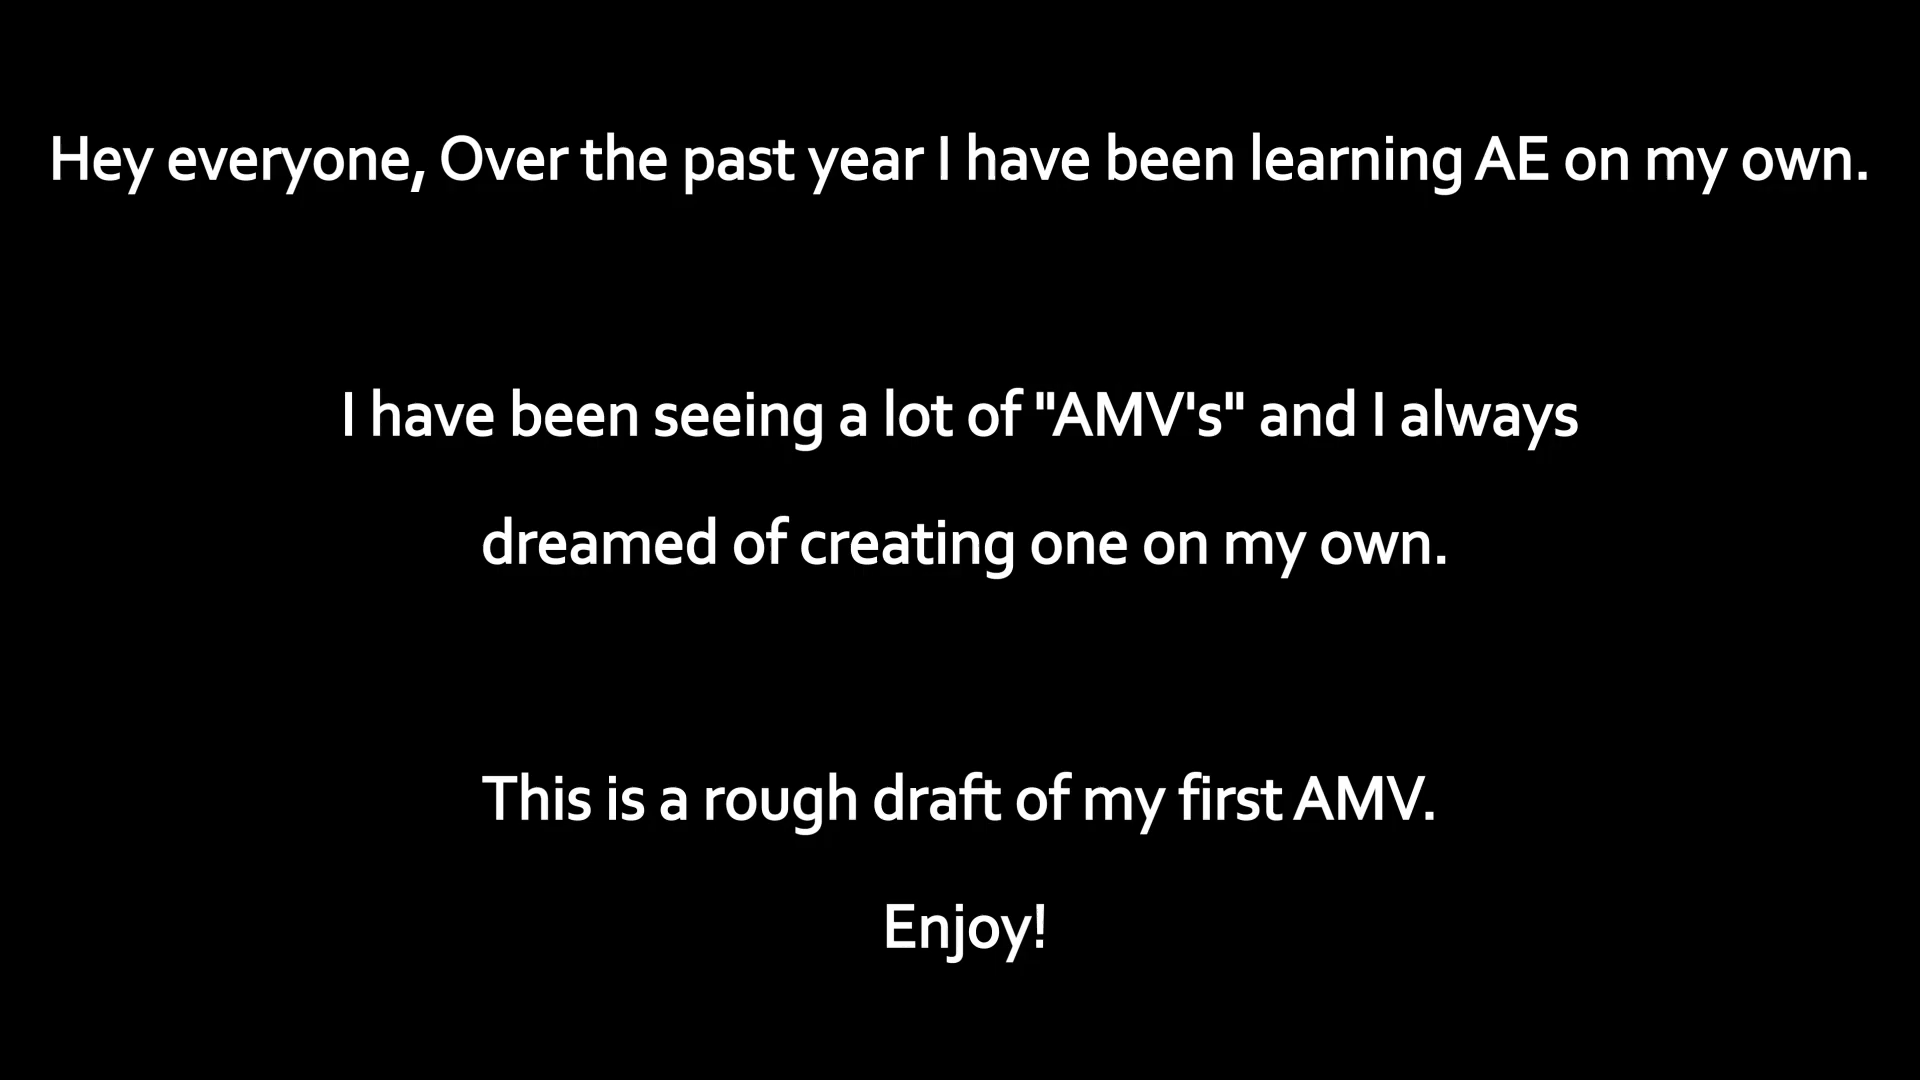 Hey everyone, Over the past year I have been learning AE on my own.
I have been seeing a lot of "AMV's" and I always
dreamed of creating one on my own.
This is a rough draft of my first AMV.
Enjoy!